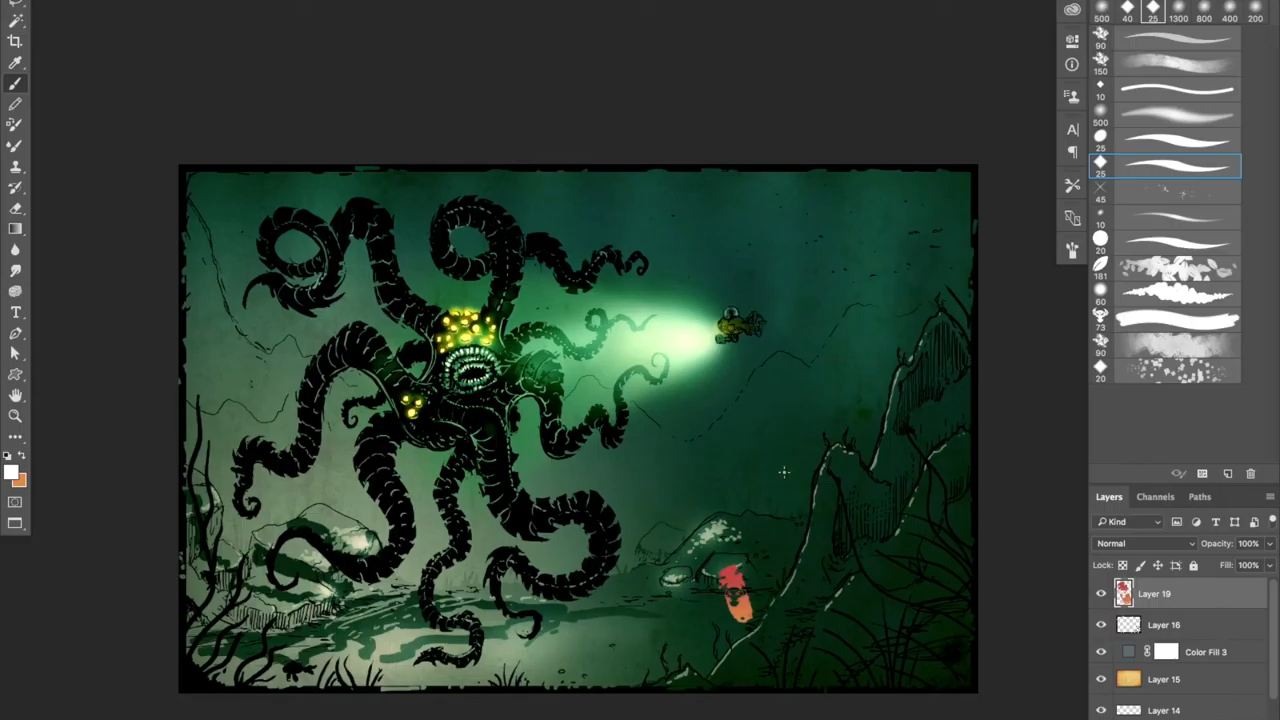 500 40 25 1300 800 400 200
90
150
10
500
25
25
45
10
20
181
60
73
90
20
Layers Channels Paths
Kind
Normal Opacity: 100%
Lock: Fill: 100%
Layer 19
Layer 16
Color Fill 3
Layer 15
Layer 14